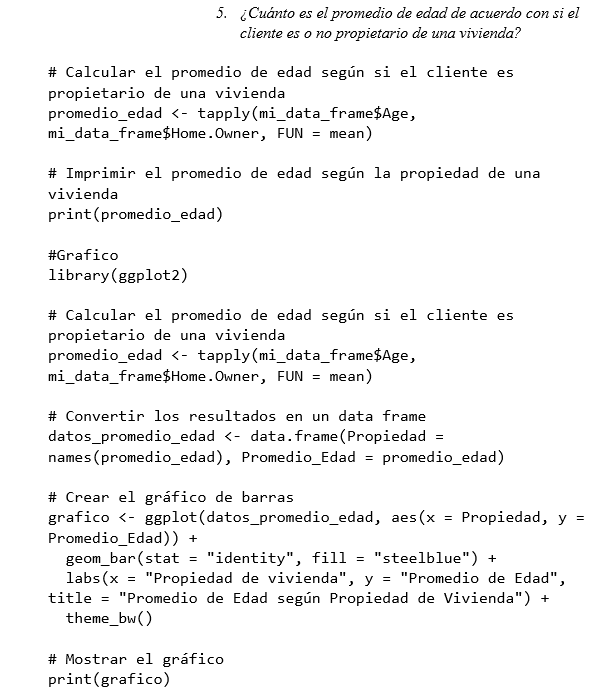 5. ¿Cuánto es el promedio de edad de acuerdo con si el
cliente es o no propietario de una vivienda?
# Calcular el promedio de edad según si el cliente es
propietario de una vivienda
promedio_edad <- tapply(mi_data_frame$Age,
mi_data_frame$Home.Owner, FUN = mean)
# Imprimir el promedio de edad según la propiedad de una
vivienda
print(promedio_edad)
#Grafico
library(ggplot2)
# Calcular el promedio de edad según si el cliente es
propietario de una vivienda
promedio_edad <- tapply(mi_data_frame$Age,
mi_data_frame$Home.Owner, FUN = mean)
# Convertir los resultados en un data frame
datos_promedio_edad <- data.frame(Propiedad =
names(promedio_edad), Promedio_Edad = promedio_edad)
# Crear el gráfico de barras
grafico <- ggplot(datos_promedio_edad, aes(x = Propiedad, y =
Promedio_Edad)) +
  geom_bar(stat = "identity", fill = "steelblue") +
  labs(x = "Propiedad de vivienda", y = "Promedio de Edad",
title = "Promedio de Edad según Propiedad de Vivienda") +
  theme_bw()
# Mostrar el gráfico
print(grafico)